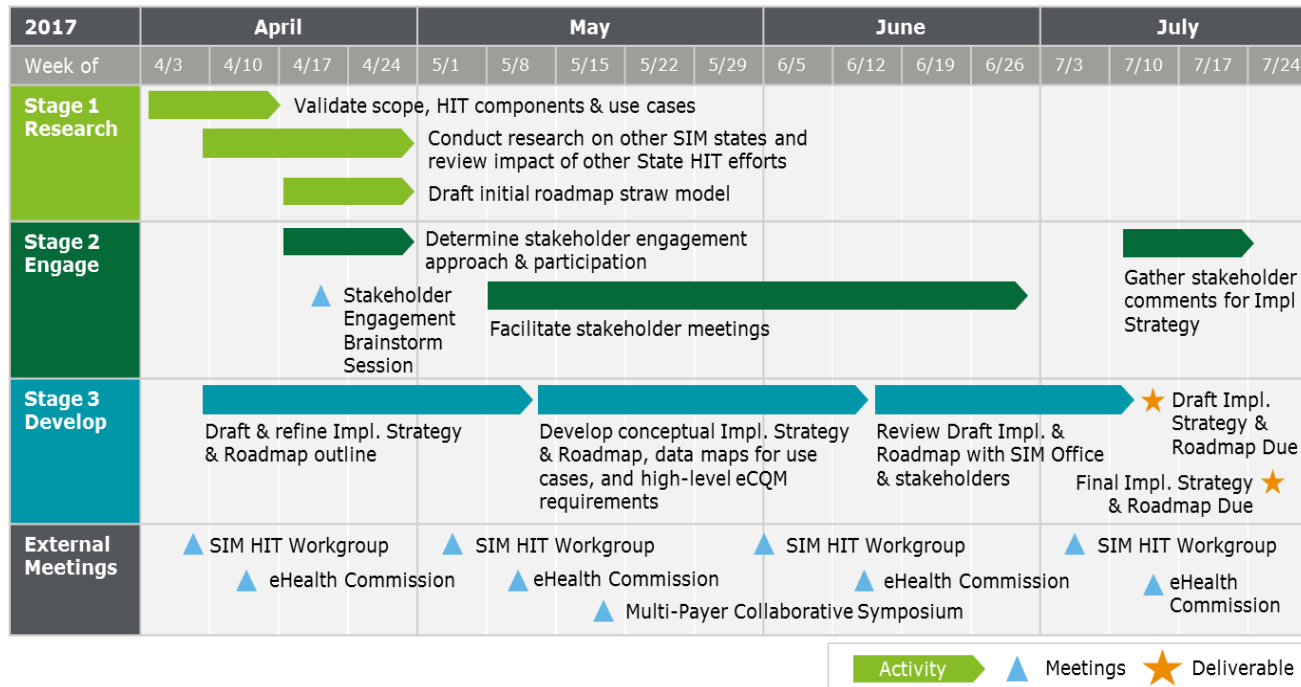 2017 April May June July
Week of 4/3 4/10 4/17 4/24 5/1 5/8 5/15 5/22 5/29 6/5 6/12 6/19 6/26 7/3 7/10 7/17 7/24
Stage 1
Research
Validate scope, HIT components & use cases
Conduct research on other SIM states and
review impact of other State HIT efforts
Draft initial roadmap straw model
Stage 2
Engage
Determine stakeholder engagement
approach & participation
Stakeholder
Engagement
Brainstorm
Session
Facilitate stakeholder meetings
Gather stakeholder
comments for Impl
Strategy
Stage 3
Develop
Draft & refine Impl. Strategy
& Roadmap outline
Develop conceptual Impl. Strategy
& Roadmap, data maps for use
cases, and high-level eCQM
requirements
Review Draft Impl. &
Roadmap with SIM Office
& stakeholders
Draft Impl.
Strategy &
Roadmap Due
Final Impl. Strategy
& Roadmap Due
External
Meetings
SIM HIT Workgroup
SIM HIT Workgroup
SIM HIT Workgroup
SIM HIT Workgroup
eHealth Commission
eHealth Commission
eHealth Commission
eHealth
Commission
Multi-Payer Collaborative Symposium
Activity Meetings Deliverable